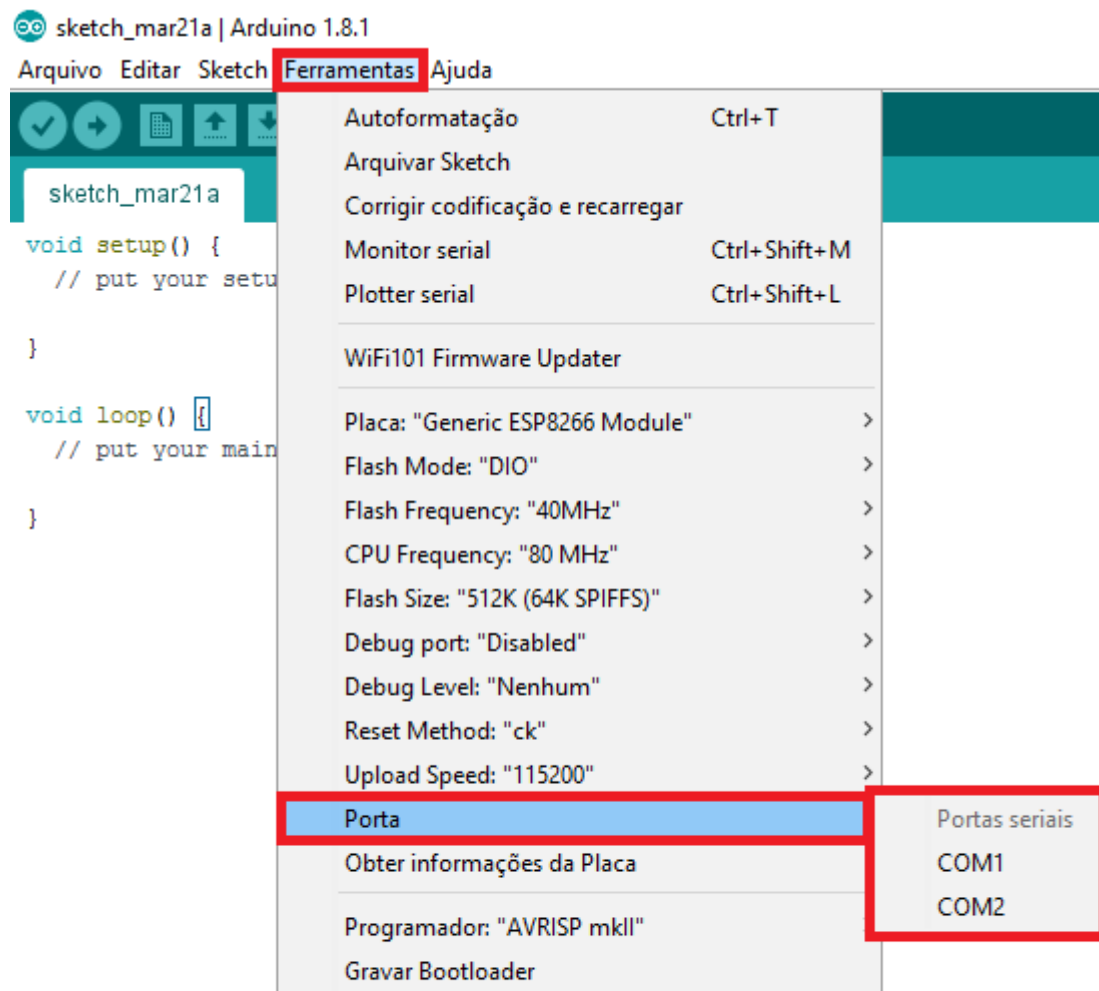 sketch_mar21a | Arduino 1.8.1
Arquivo Editar Sketch Ferramentas Ajuda
sketch_mar21a
void setup() {
// put your setu
}
void loop() {
// put your main
}
Autoformatação Ctrl+T
Arquivar Sketch
Corrigir codificação e recarregar
Monitor serial Ctrl+Shift+M
Plotter serial Ctrl+Shift+L
WiFi101 Firmware Updater
Placa: "Generic ESP8266 Module"
Flash Mode: "DIO"
Flash Frequency: "40MHz"
CPU Frequency: "80 MHz"
Flash Size: "512K (64K SPIFFS)"
Debug port: "Disabled"
Debug Level: "Nenhum"
Reset Method: "ck"
Upload Speed: "115200"
Porta
Obter informações da Placa
Programador: "AVRISP mkII"
Gravar Bootloader
Portas seriais
COM1
COM2